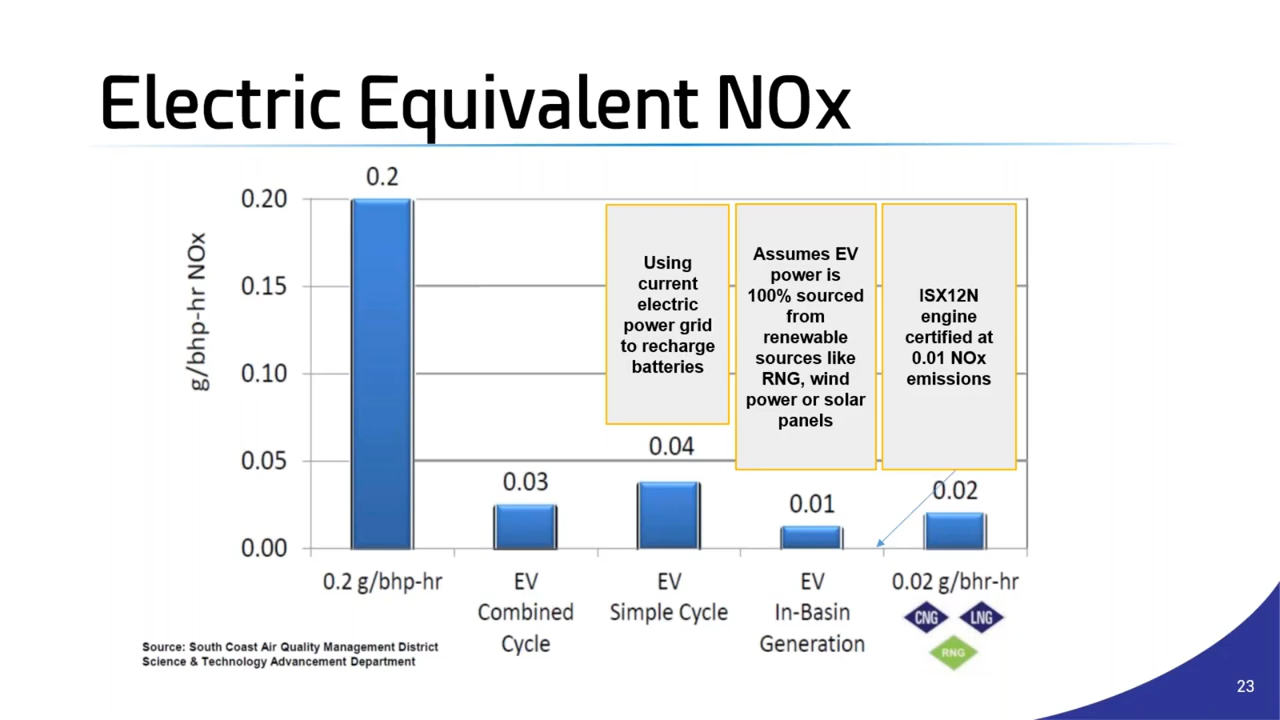 Electric Equivalent NOx
g/bhp-hr NOx
0.20
0.15
0.10
0.05
0.00
0.2
0.03
0.04
0.01
0.02
Using
current
electric
power grid
to recharge
batteries
Assumes EV
power is
100% sourced
from
renewable
sources like
RNG, wind
power or solar
panels
ISX12N
engine
certified at
0.01 NOx
emissions
0.2 g/bhp-hr
EV
Combined
Cycle
EV
Simple Cycle
EV
In-Basin
Generation
0.02 g/bhr-hr
CNG
LNG
RNG
Source: South Coast Air Quality Management District
Science & Technology Advancement Department
23